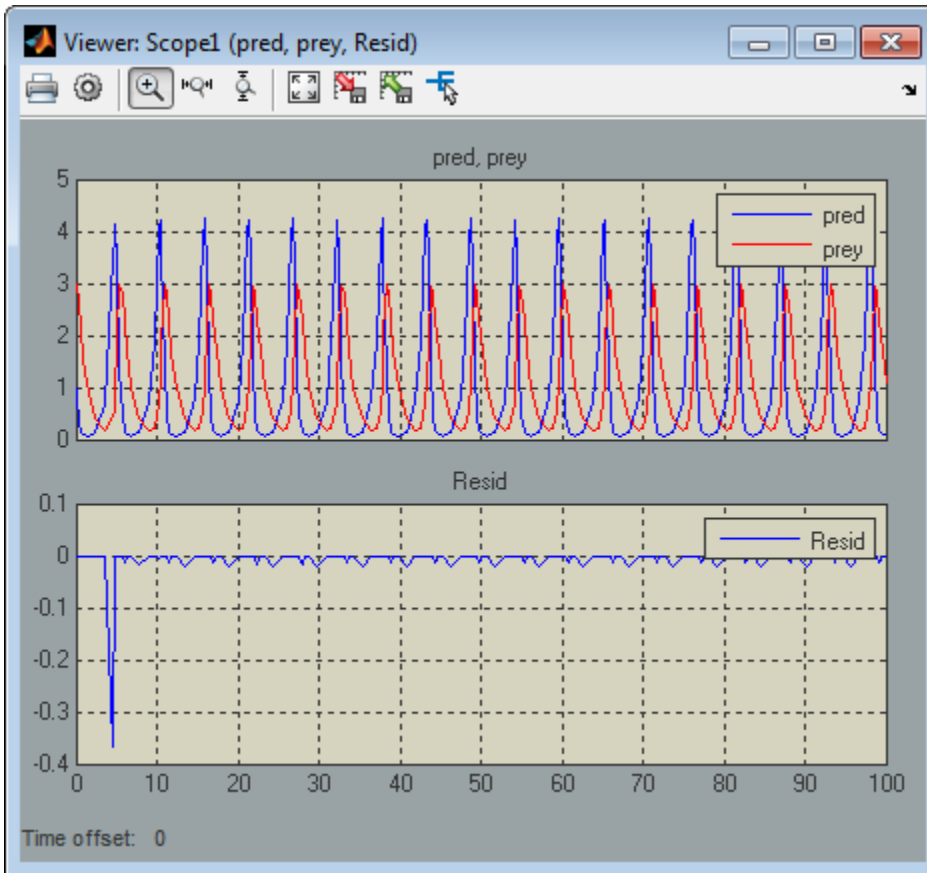 Viewer: Scope1 (pred, prey, Resid)
pred, prey
5
4
3
2
1
0
pred
prey
Resid
0.1
0
-0.1
-0.2
-0.3
-0.4
Resid
0 10 20 30 40 50 60 70 80 90 100
Time offset: 0